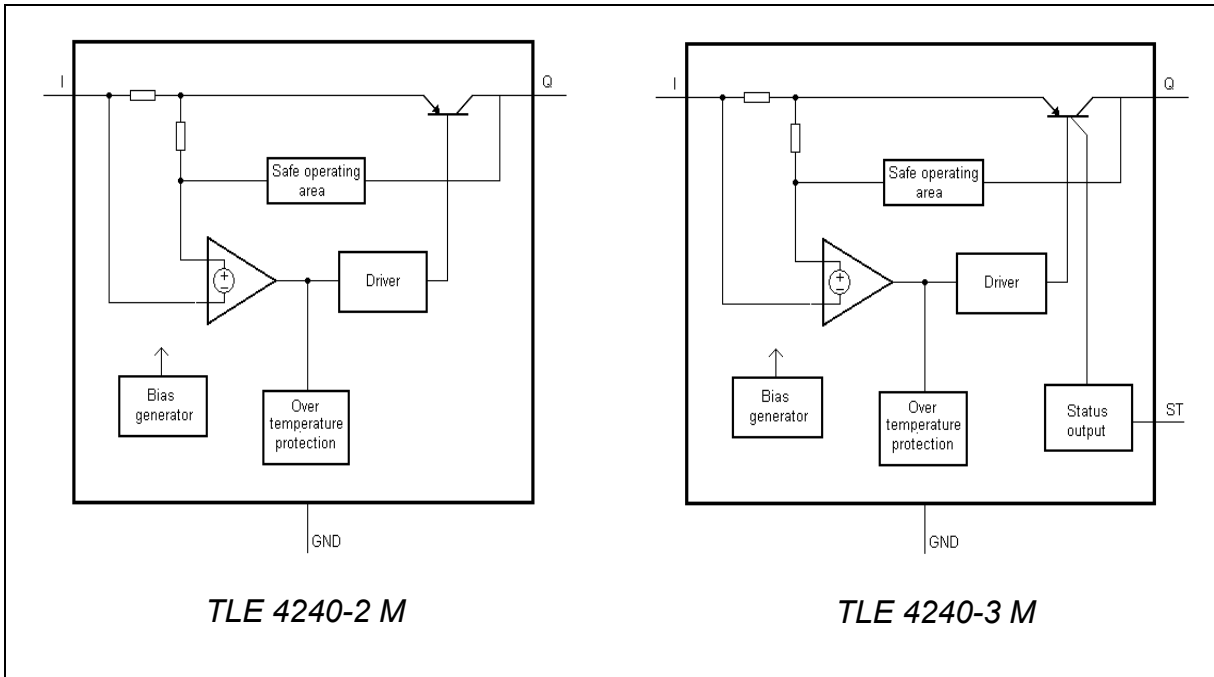 I
Q
Safe operating
area
+
−
Driver
Bias
generator
Over
temperature
protection
GND
TLE 4240-2 M
I
Q
Safe operating
area
+
−
Driver
Bias
generator
Over
temperature
protection
Status
output
ST
GND
TLE 4240-3 M